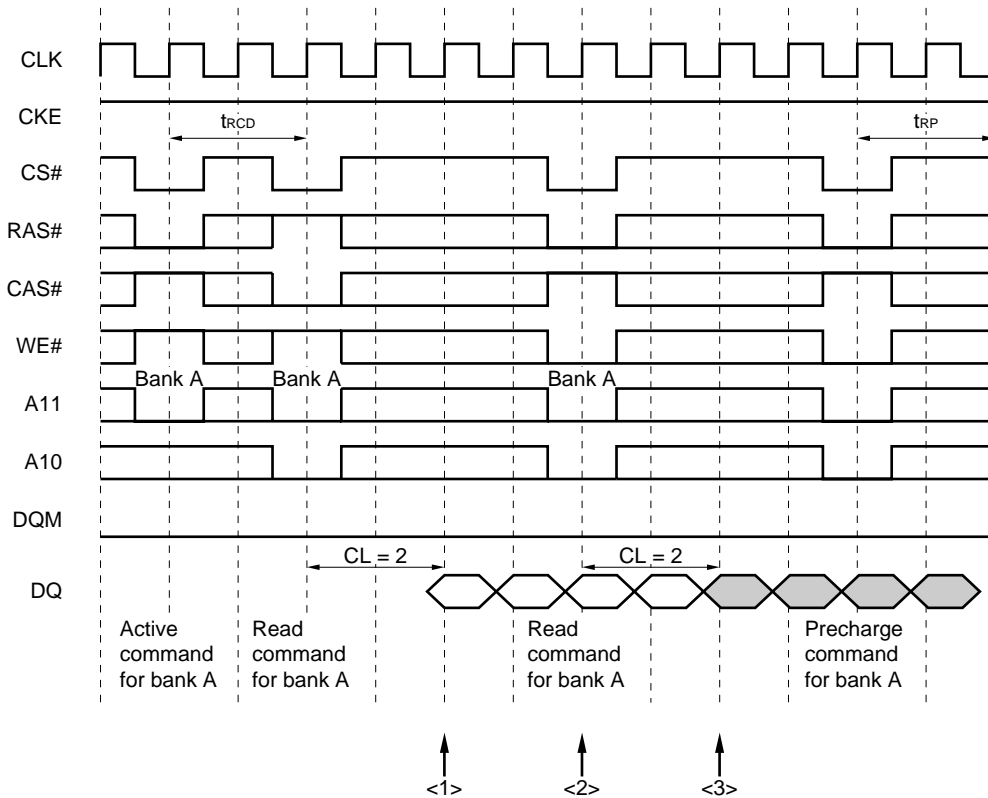 CLK
CKE
tRCD
tRP
CS#
RAS#
CAS#
WE#
Bank A
Bank A
Bank A
A11
A10
DQM
CL = 2
CL = 2
DQ
Active
command
for bank A
Read
command
for bank A
Read
command
for bank A
Precharge
command
for bank A
<1>
<2>
<3>